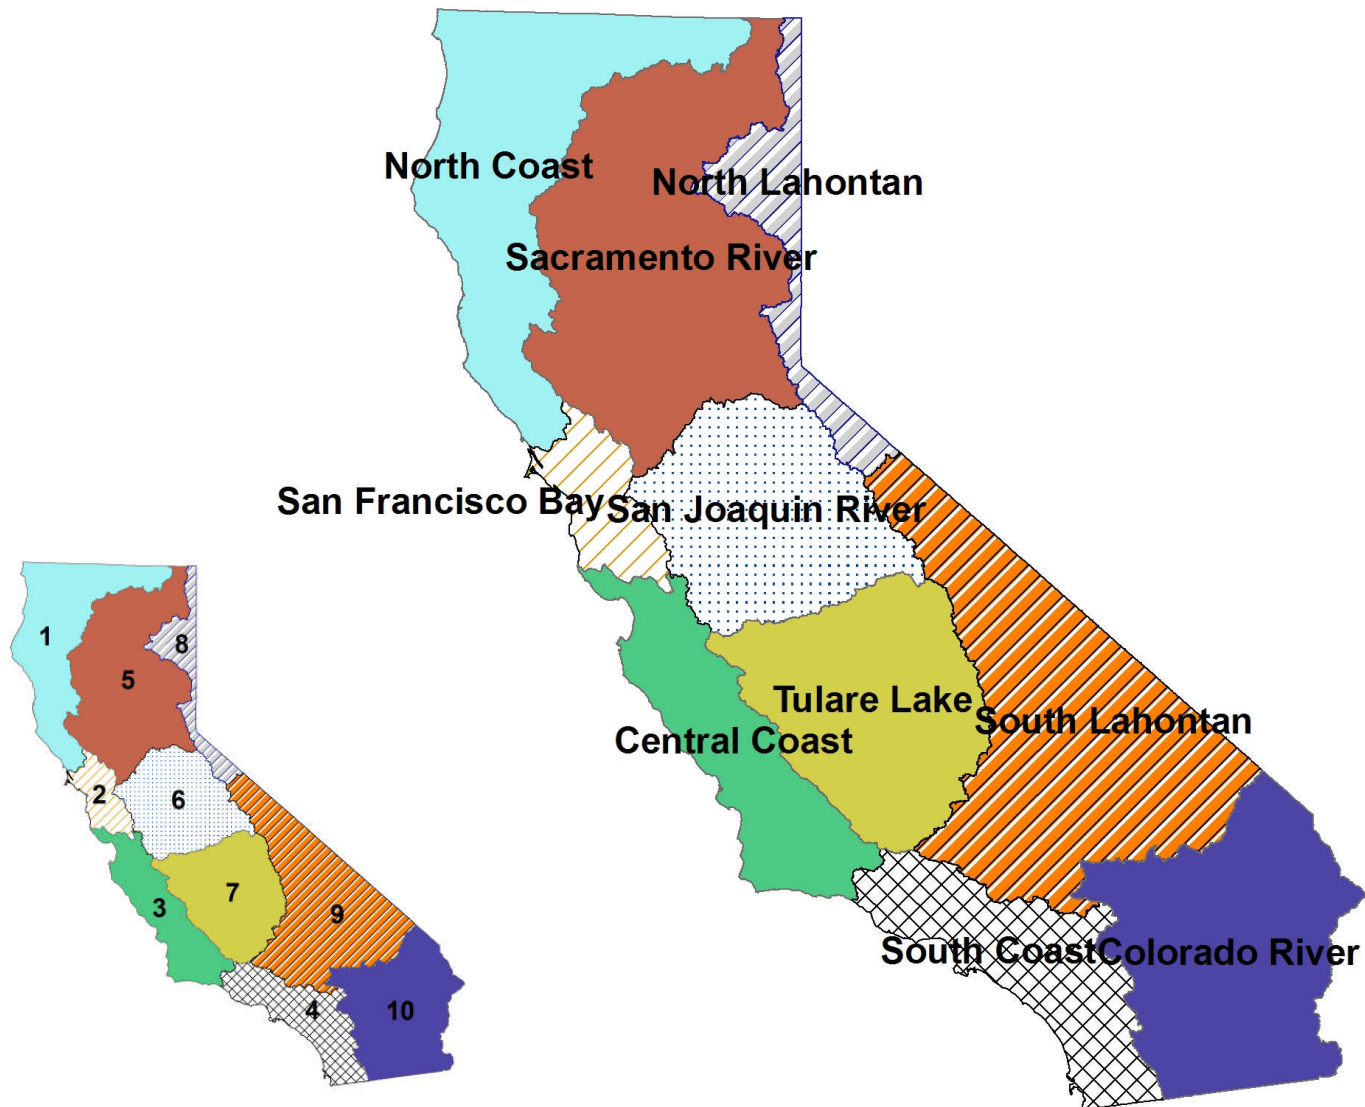 North Coast
North Lahontan
Sacramento River
San Francisco Bay
San Joaquin River
Tulare Lake
South Lahontan
Central Coast
South Coast
Colorado River
1
8
5
2
6
7
3
9
4
10